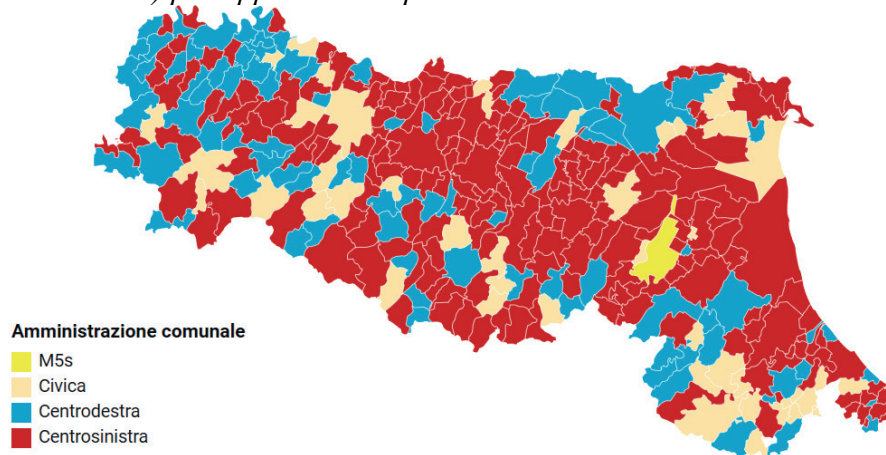 Amministrazione comunale
M5s
Civica
Centrodestra
Centrosinistra